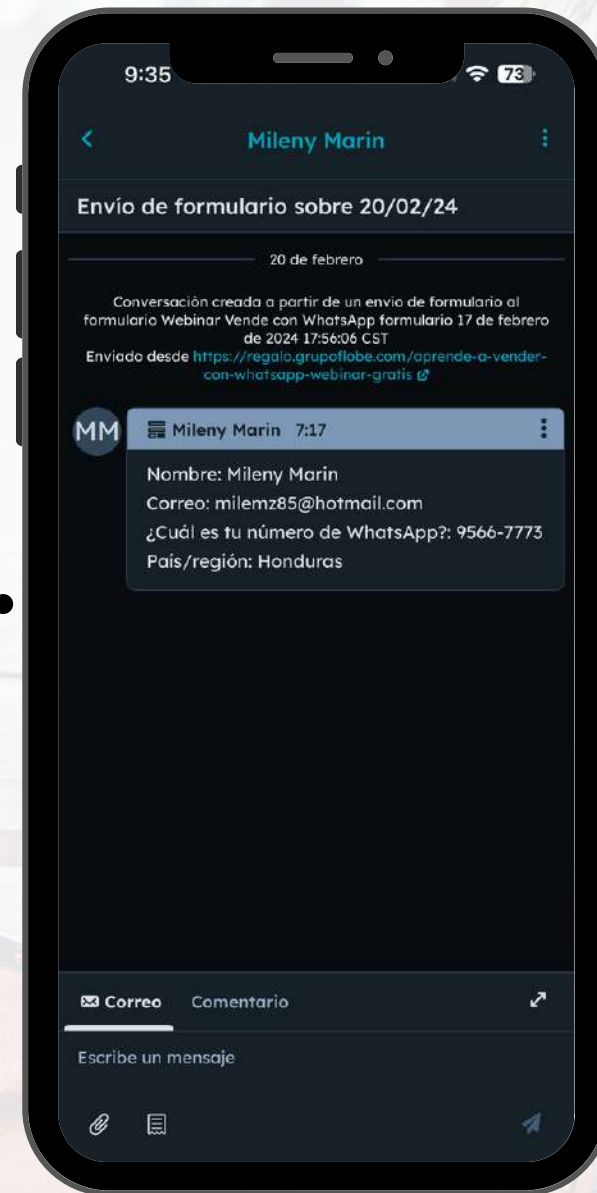 9:35
73
Mileny Marin
Envío de formulario sobre 20/02/24
20 de febrero
Conversación creada a partir de un envio de formulario al
formulario Webinar Vende con WhatsApp formulario 17 de febrero
de 2024 17:56:06 CST
Enviado desde https://regalo.grupoflobe.com/aprende-a-vender-
con-whatsapp-webinar-gratis
MM
Mileny Marin 7:17
Nombre: Mileny Marin
Correo: milemz85@hotmail.com
¿Cuál es tu número de WhatsApp?: 9566-7773
País/región: Honduras
Correo Comentario
Escribe un mensaje